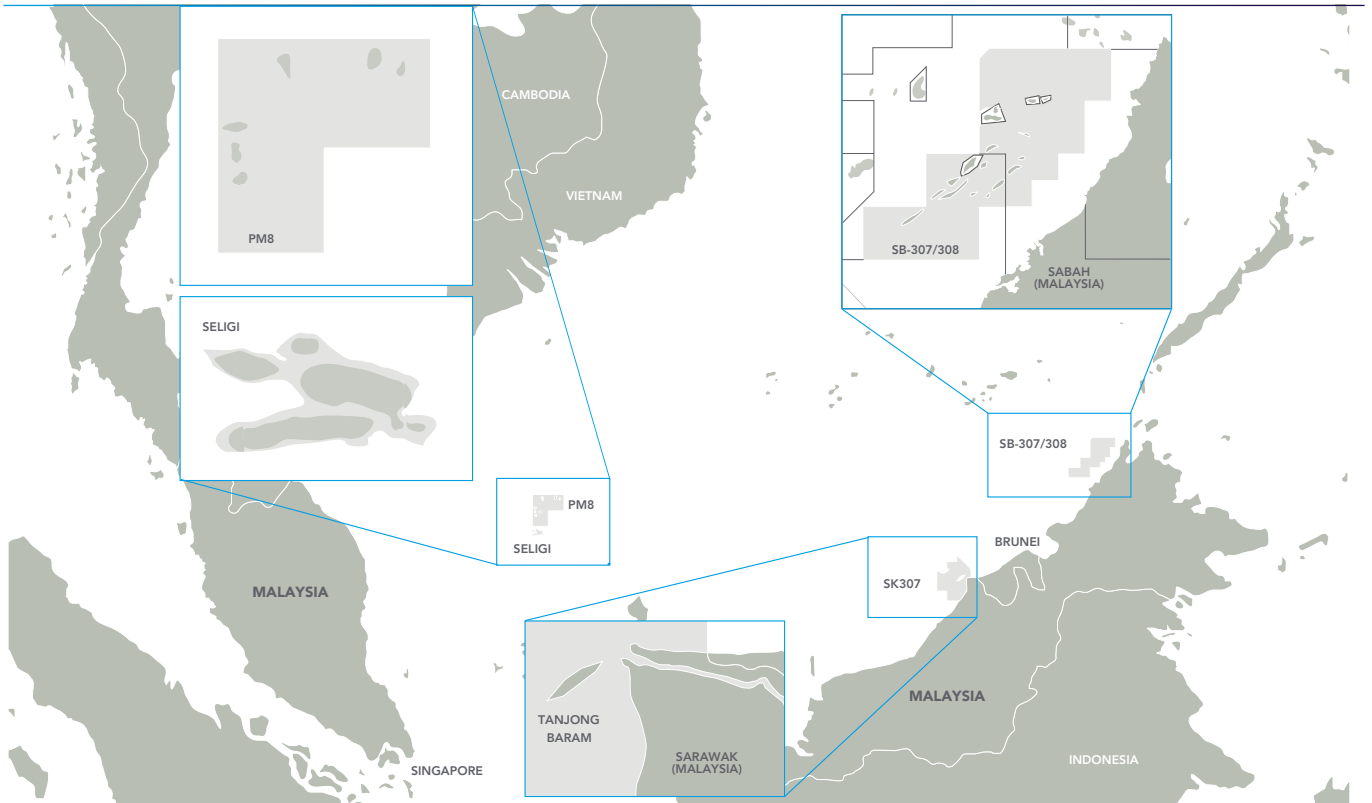 CAMBODIA
VIETNAM
PM8
SB-307/308
SABAH
(MALAYSIA)
SELIGI
SB-307/308
PM8
SELIGI
BRUNEI
SK307
MALAYSIA
MALAYSIA
TANJONG
BARAM
SARAWAK
(MALAYSIA)
INDONESIA
SINGAPORE